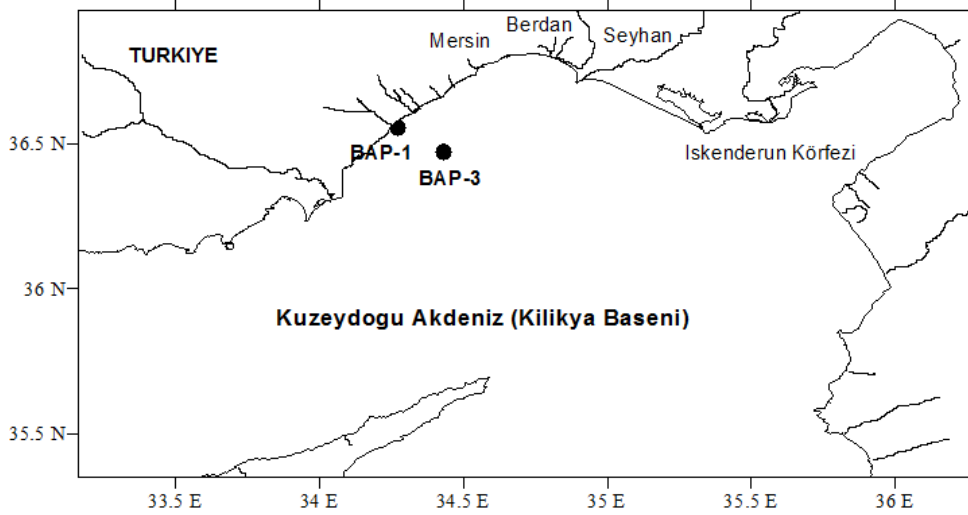 Berdan
Mersin
Seyhan
TURKIYE
36.5 N
BAP-1
Iskenderun Körfezi
BAP-3
36 N
Kuzeydogu Akdeniz (Kilikya Baseni)
35.5 N
33.5 E
34 E
34.5 E
35 E
35.5 E
36 E